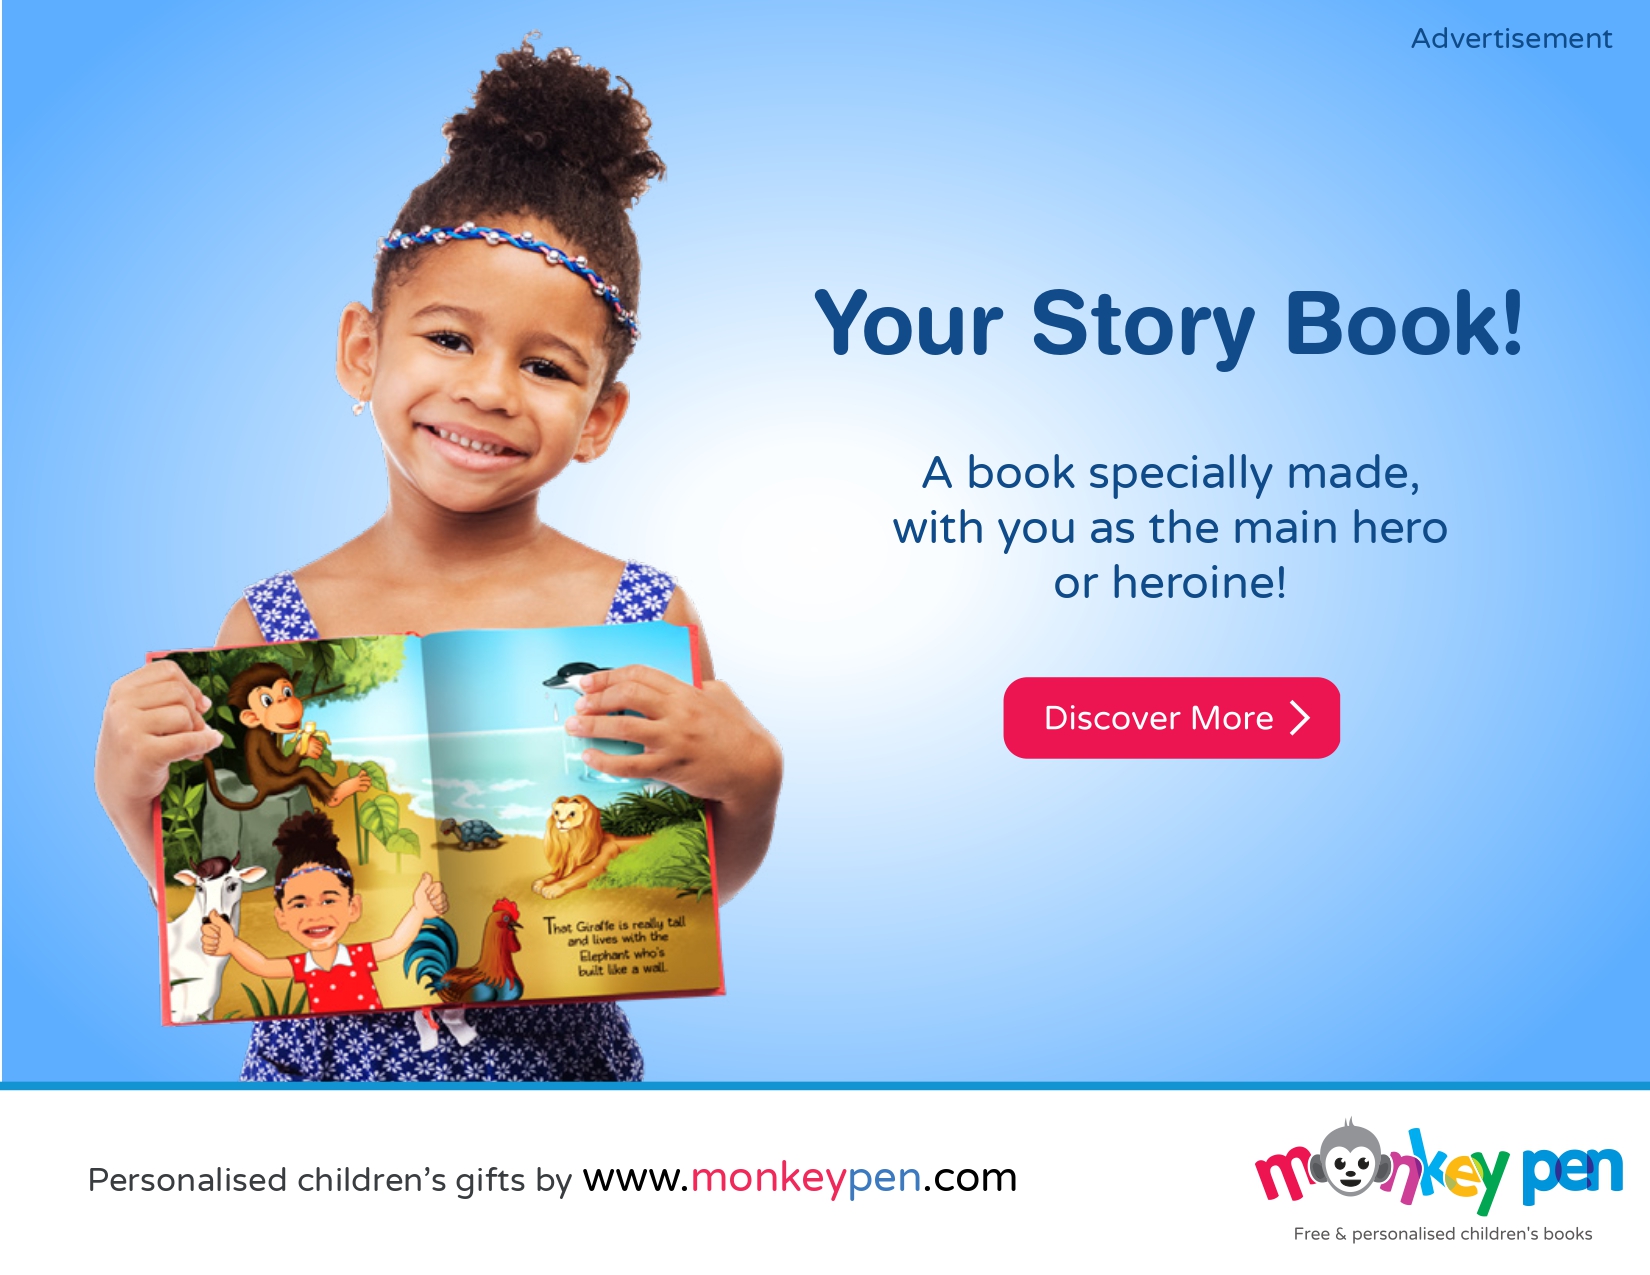 Advertisement
Your Story Book!
A book specially made,
with you as the main hero
or heroine!
Discover More
That Giraffe is really tall
and lives with the
Elephant who's
built like a wall.
Personalised children’s gifts by www.monkeypen.com
monkey pen
Free & personalised children's books